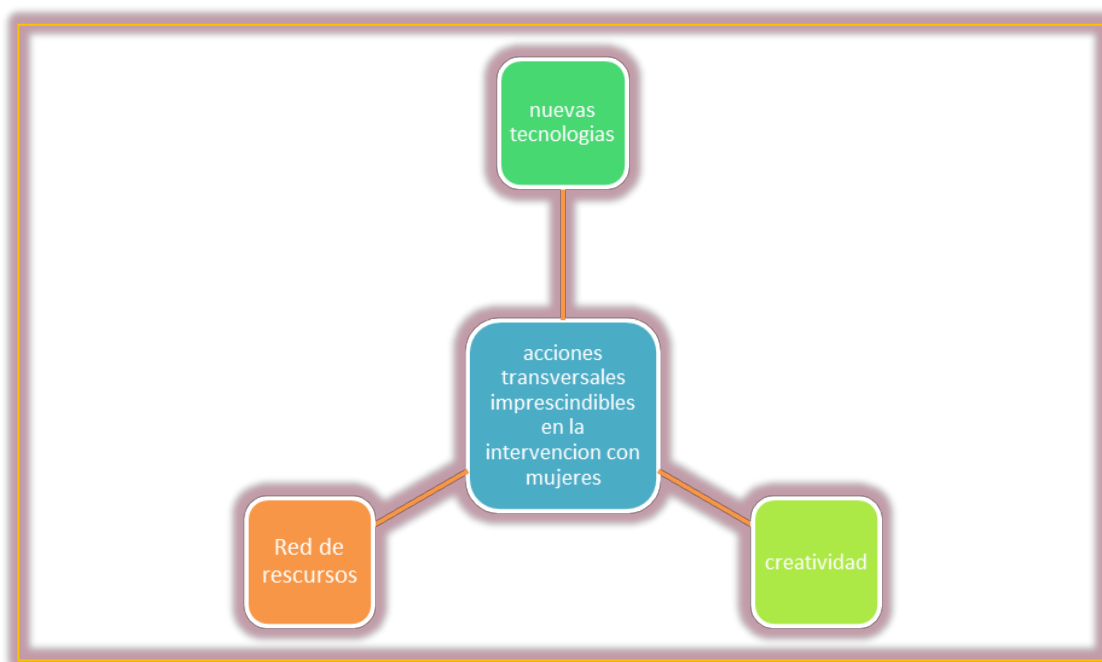 nuevas
tecnologias
acciones
transversales
imprescindibles
en la
intervencion con
mujeres
Red de
rescursos
creatividad